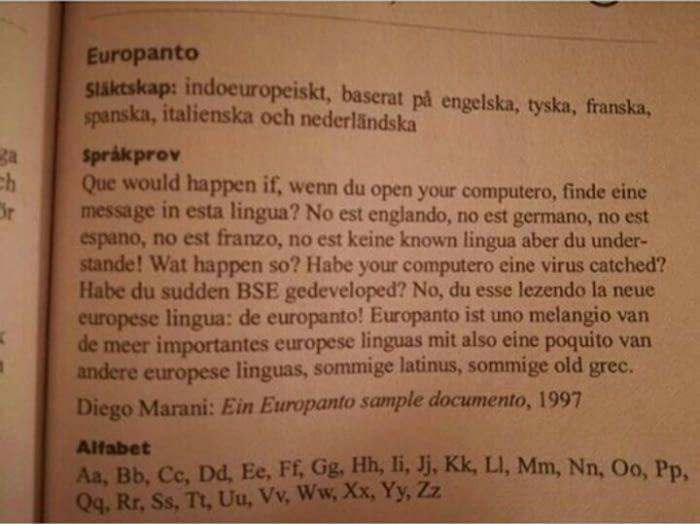 Europanto
Släktskap: indoeuropeiskt, baserat på engelska, tyska, franska,
spanska, italienska och nederländska
Språkprov
Que would happen if, wenn du open your computero, finde eine
message in esta lingua? No est englando, no est germano, no est
espano, no est franzo, no est keine known lingua aber du under-
stande! Wat happen so? Habe your computero eine virus catched?
Habe du sudden BSE gedeveloped? No, du esse lezendo la neue
europese lingua: de europanto! Europanto ist uno melangio van
de meer importantes europese linguas mit also eine poquito van
andere europese linguas, sommige latinus, sommige old grec.
Diego Marani: Ein Europanto sample documento, 1997
Alfabet
Aa, Bb, Cc, Dd, Ee, Ff, Gg, Hh, Ii, Jj, Kk, Ll, Mm, Nn, Oo, Pp,
Qq, Rr, Ss, Tt, Uu, Vv, Ww, Xx, Yy, Zz